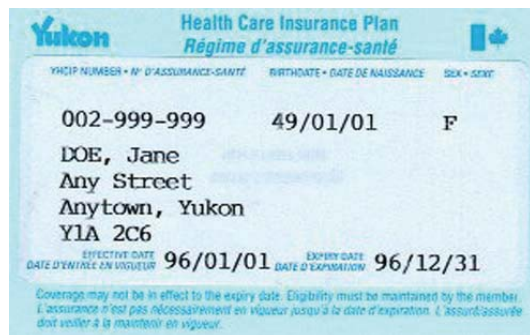 Yukon
Health Care Insurance Plan
Régime d'assurance-santé
YHCIP NUMBER • Nº D'ASSURANCE-SANTÉ BIRTHDATE • DATE DE NAISSANCE SEX • SEXE
002-999-999 49/01/01 F
DOE, Jane
Any Street
Anytown, Yukon
Y1A 2C6
EFFECTIVE DATE
DATE D'ENTRÉE EN VIGUEUR 96/01/01
EXPIRY DATE
DATE D'EXPIRATION 96/12/31
Coverage may not be in effect to the expiry date. Eligibility must be maintained by the member.
L'assurance n'est pas nécessairement en vigueur jusqu'à la date d'expiration. L'assuré/assurée
doit veiller à la maintenir en vigueur.